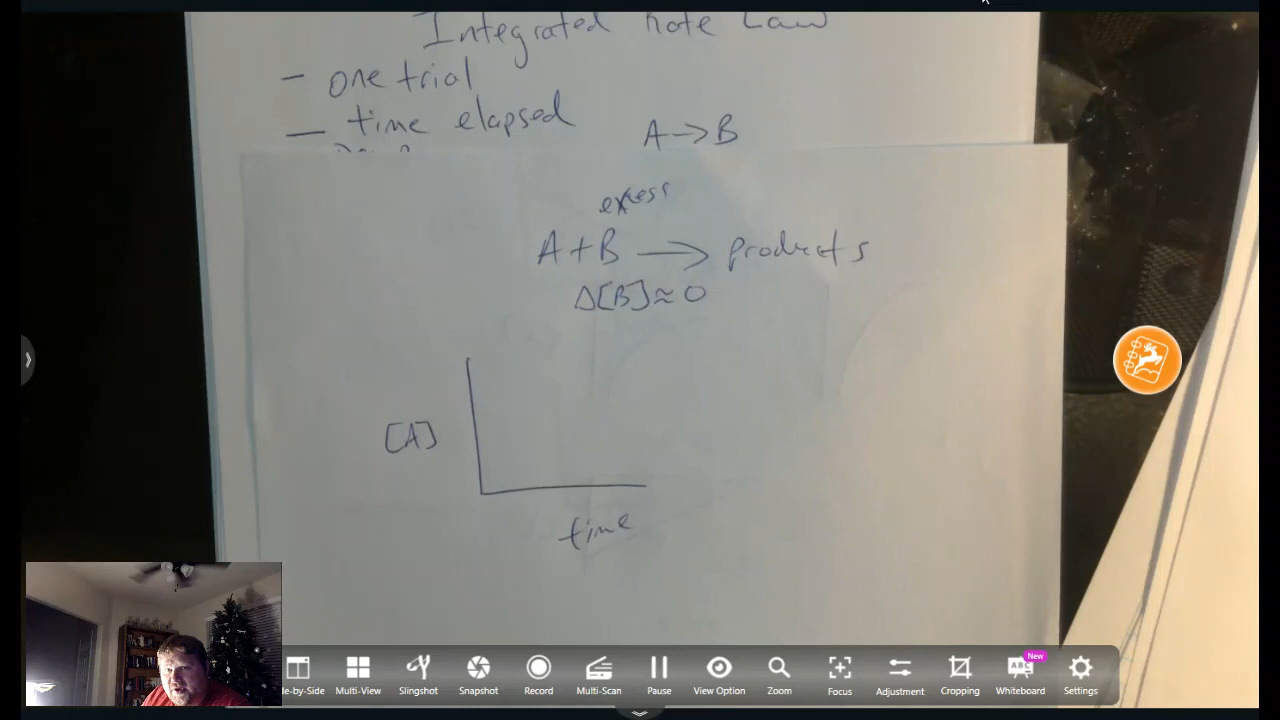 Integrated Rate Law
- one trial
- time elapsed
A → B
excess
A + B → products
Δ[B] ≈ 0
[A]
time
New
e-by-Side
Multi-View
Slingshot
Snapshot
Record
Multi-Scan
Pause
View Option
Zoom
Focus
Adjustment
Cropping
Whiteboard
Settings